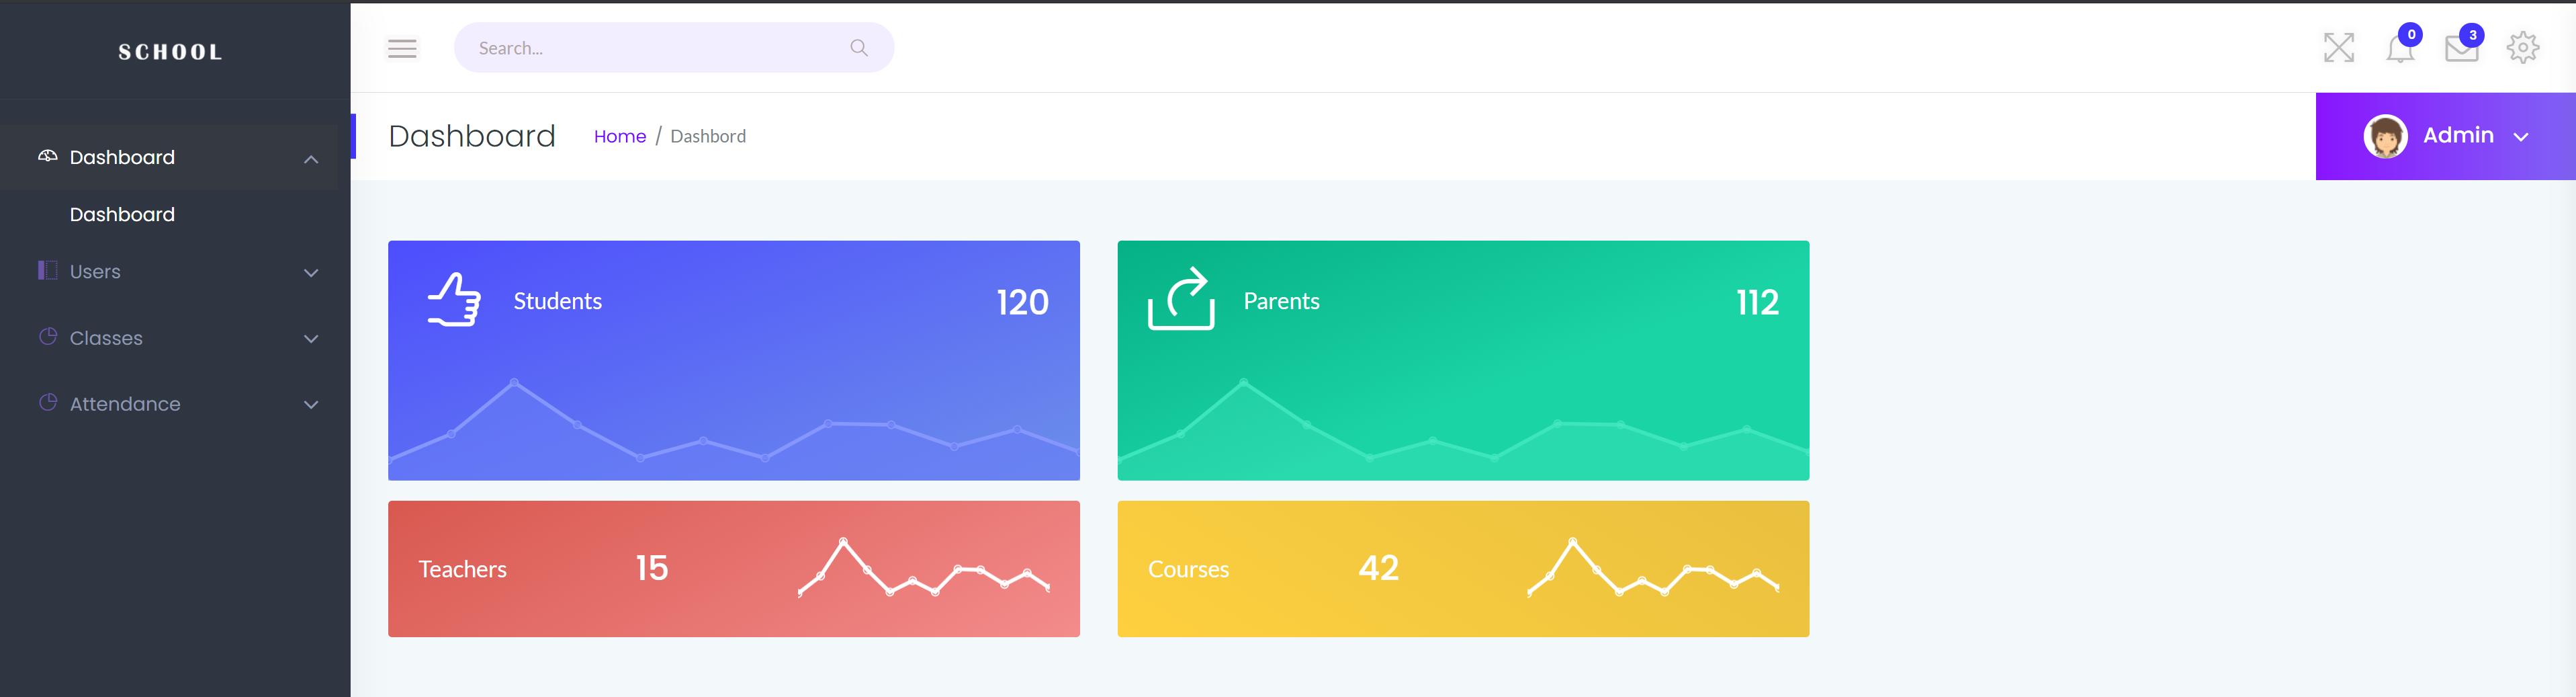 SCHOOL
Search...
0
3
Dashboard
Home / Dashbord
Admin
Dashboard
Dashboard
Users
Classes
Attendance
Students
120
Parents
112
Teachers
15
Courses
42